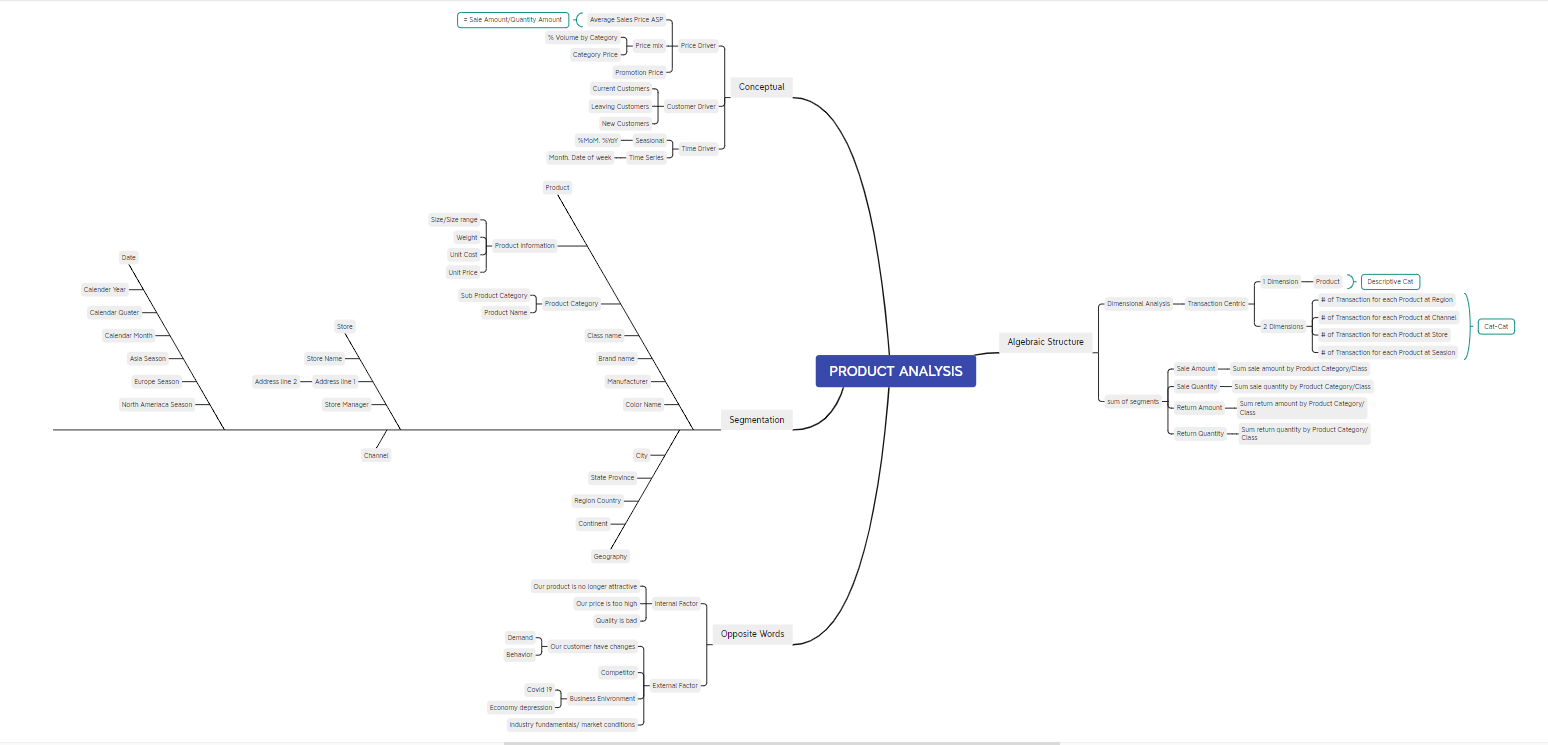 = Sale Amount/Quantity Amount
Average Sales Price ASP
% Volume by Category
Category Price
Price mix
Price Driver
Promotion Price
Conceptual
Current Customers
Leaving Customers
Customer Driver
New Customers
%MoM, %YoY
Seasional
Time Driver
Month, Date of week
Time Series
Product
Size/Size range
Weight
Product information
Unit Cost
Unit Price
Sub Product Category
Product Category
Product Name
Class name
Brand name
Manufacturer
Color Name
Date
Calender Year
Calendar Quater
Calendar Month
Asia Season
Europe Season
North Ameriaca Season
Store
Store Name
Address line 2
Address line 1
Store Manager
Channel
Segmentation
City
State Province
Region Country
Continent
Geography
PRODUCT ANALYSIS
Our product is no longer attractive
Our price is too high
Internal Factor
Quality is bad
Opposite Words
Demand
Behavior
Our customer have changes
Competitor
External Factor
Covid 19
Economy depression
Business Enivronment
Industry fundamentals/ market conditions
Algebraic Structure
Dimensional Analysis
Transaction Centric
1 Dimension
Product
Descriptive Cat
2 Dimensions
# of Transaction for each Product at Region
# of Transaction for each Product at Channel
# of Transaction for each Product at Store
# of Transaction for each Product at Seasion
Cat-Cat
sum of segments
Sale Amount
Sum sale amount by Product Category/Class
Sale Quantity
Sum sale quantity by Product Category/Class
Return Amount
Sum return amount by Product Category/
Class
Return Quantity
Sum return quantity by Product Category/
Class